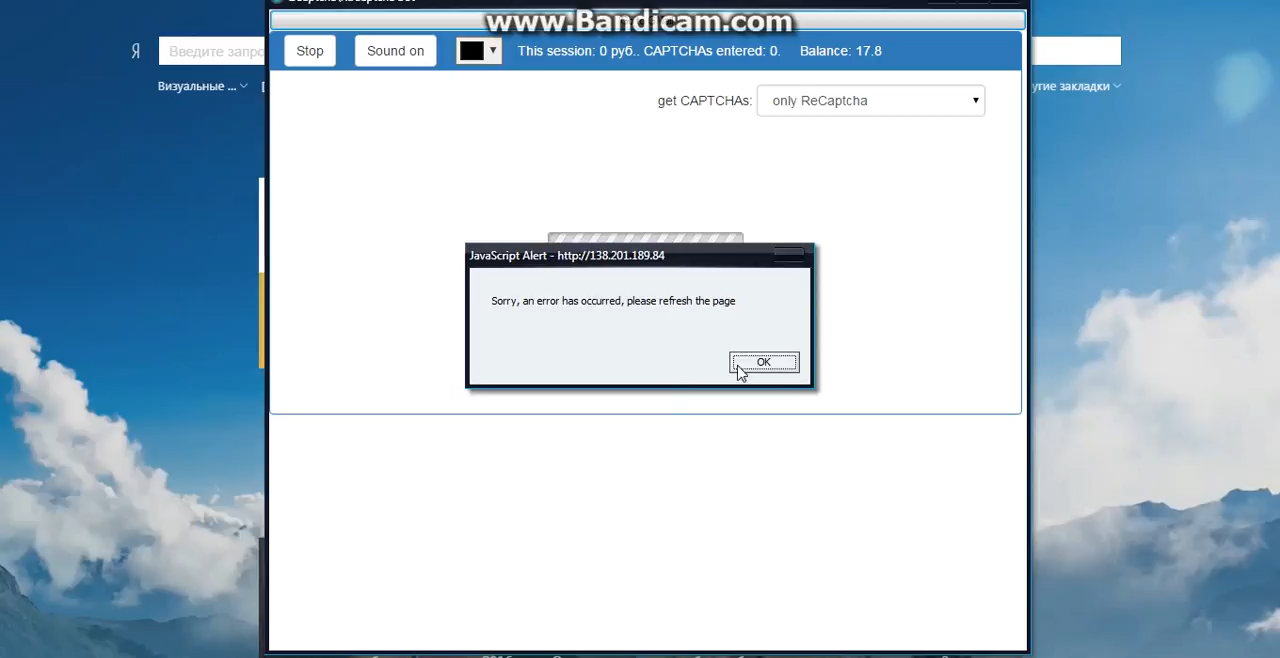 www.Bandicam.com
Я
Введите запро
Stop
Sound on
This session: 0 руб.. CAPTCHAs entered: 0.
Balance: 17.8
Визуальные ...
угие закладки
get CAPTCHAs:
only ReCaptcha
JavaScript Alert - http://138.201.189.84
Sorry, an error has occurred, please refresh the page
OK